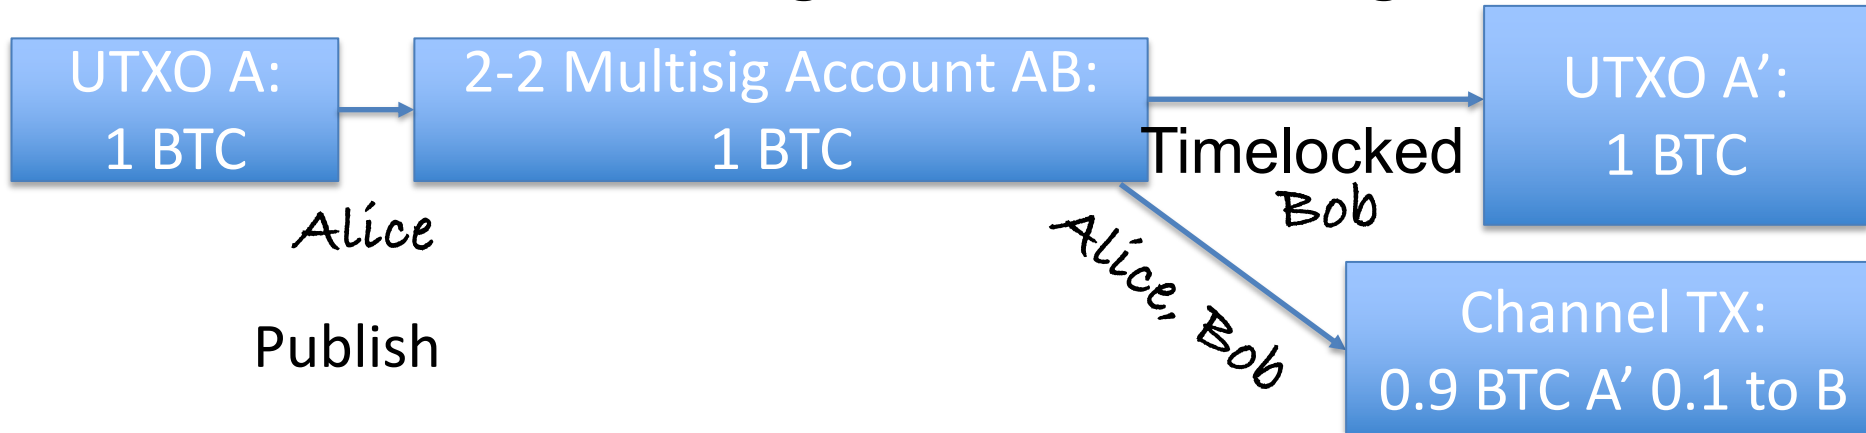 UTXO A:
1 BTC
2-2 Multisig Account AB:
1 BTC
UTXO A’:
1 BTC
Timelocked
Bob
Alice
Alice, Bob
Publish
Channel TX:
0.9 BTC A’ 0.1 to B